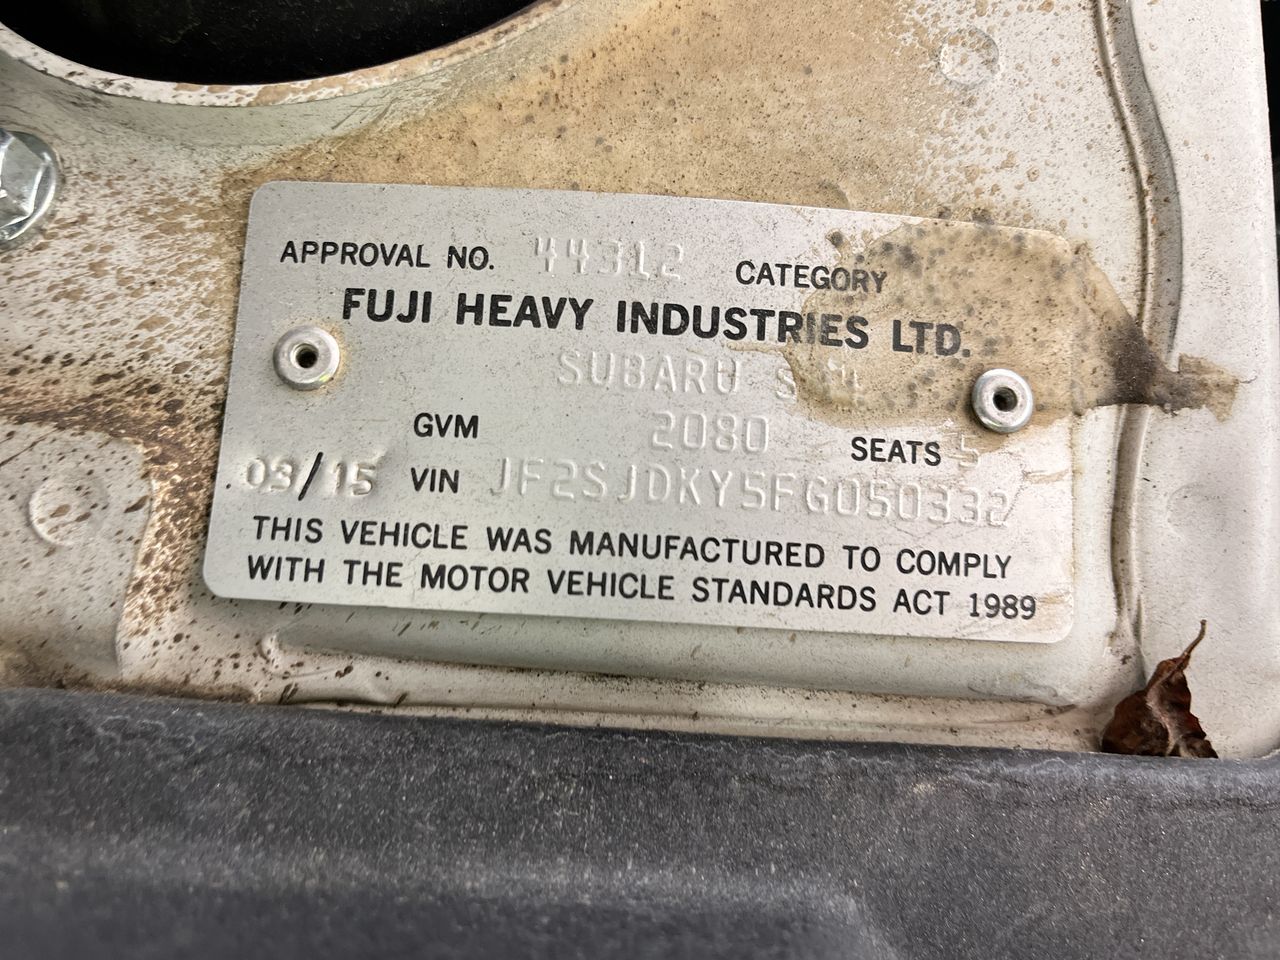 APPROVAL NO. 44312 CATEGORY
FUJI HEAVY INDUSTRIES LTD.
SUBARU
GVM 2080 SEATS 5
03/15 VIN JF2SJDKY5FG050332
THIS VEHICLE WAS MANUFACTURED TO COMPLY
WITH THE MOTOR VEHICLE STANDARDS ACT 1989